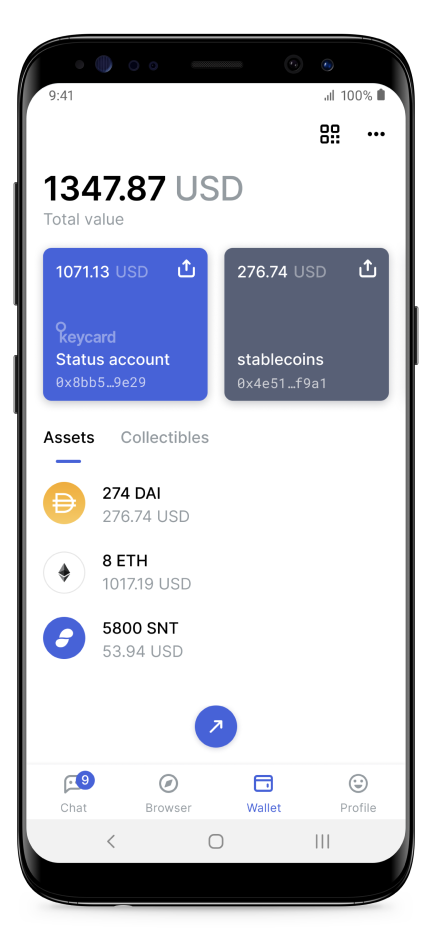 9:41 100%
1347.87 USD
Total value
1071.13 USD
keycard
Status account
0x8bb5…9e29
276.74 USD
stablecoins
0x4e51…f9a1
Assets Collectibles
274 DAI
276.74 USD
8 ETH
1017.19 USD
5800 SNT
53.94 USD
9
Chat Browser Wallet Profile